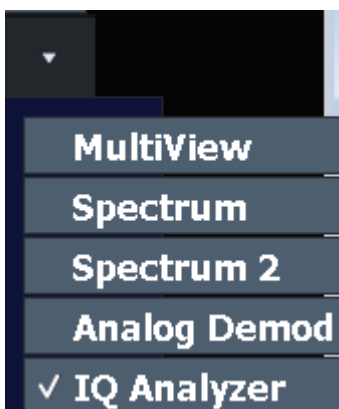 MultiView
Spectrum
Spectrum 2
Analog Demod
✓ IQ Analyzer